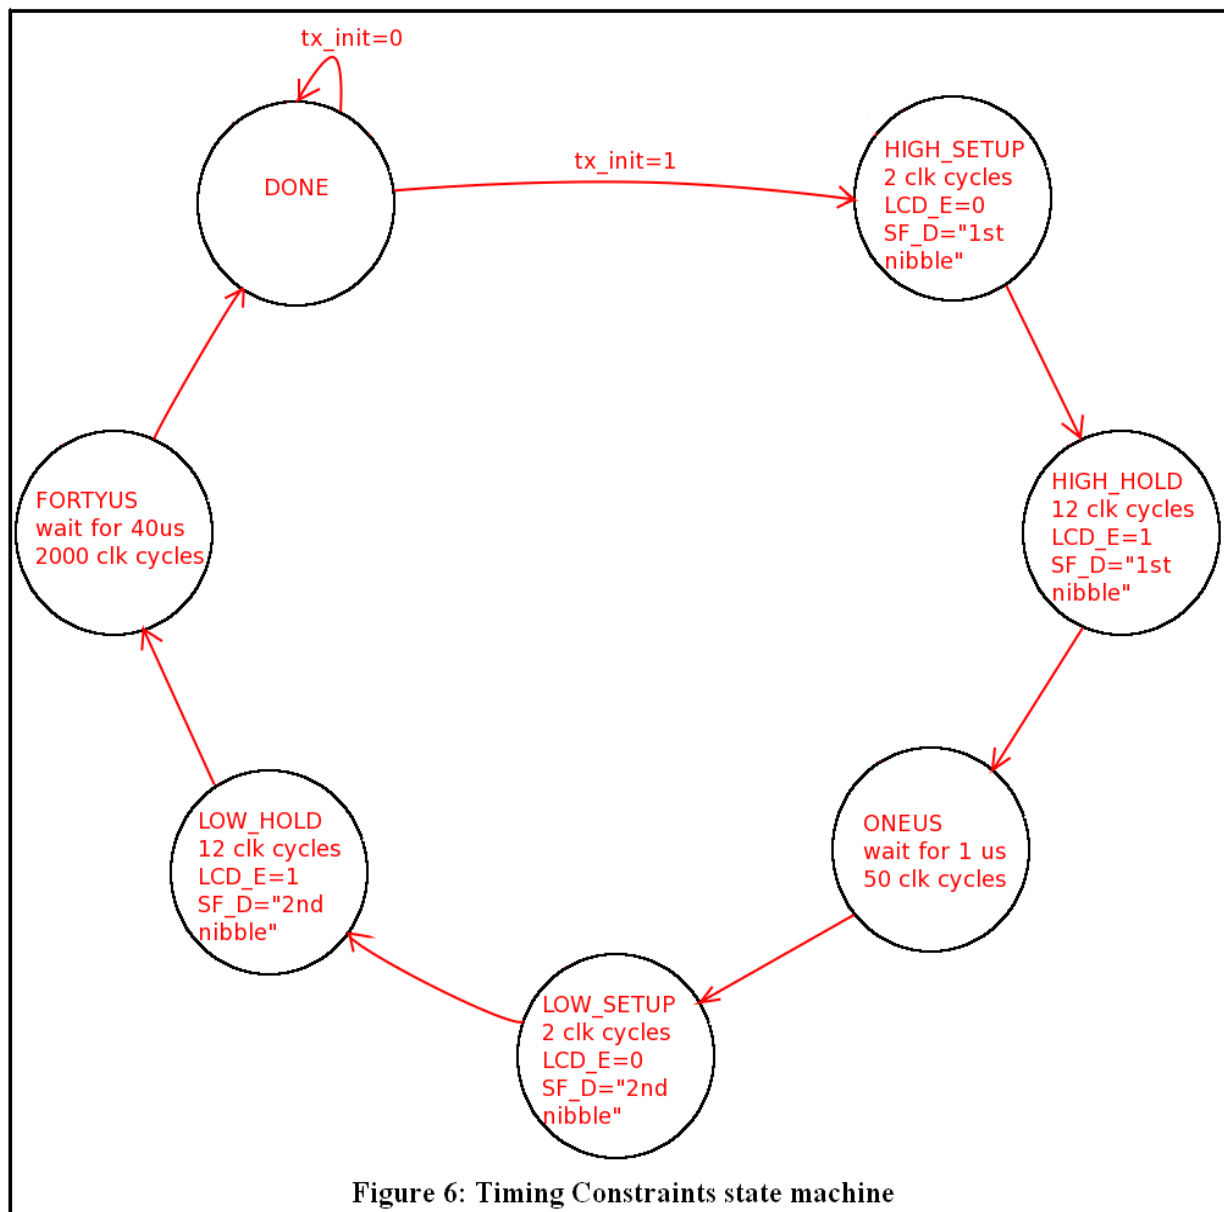 tx_init=0
DONE
tx_init=1
HIGH_SETUP
2 clk cycles
LCD_E=0
SF_D="1st
nibble"
HIGH_HOLD
12 clk cycles
LCD_E=1
SF_D="1st
nibble"
ONEUS
wait for 1 us
50 clk cycles
LOW_SETUP
2 clk cycles
LCD_E=0
SF_D="2nd
nibble"
LOW_HOLD
12 clk cycles
LCD_E=1
SF_D="2nd
nibble"
FORTYUS
wait for 40us
2000 clk cycles
Figure 6: Timing Constraints state machine